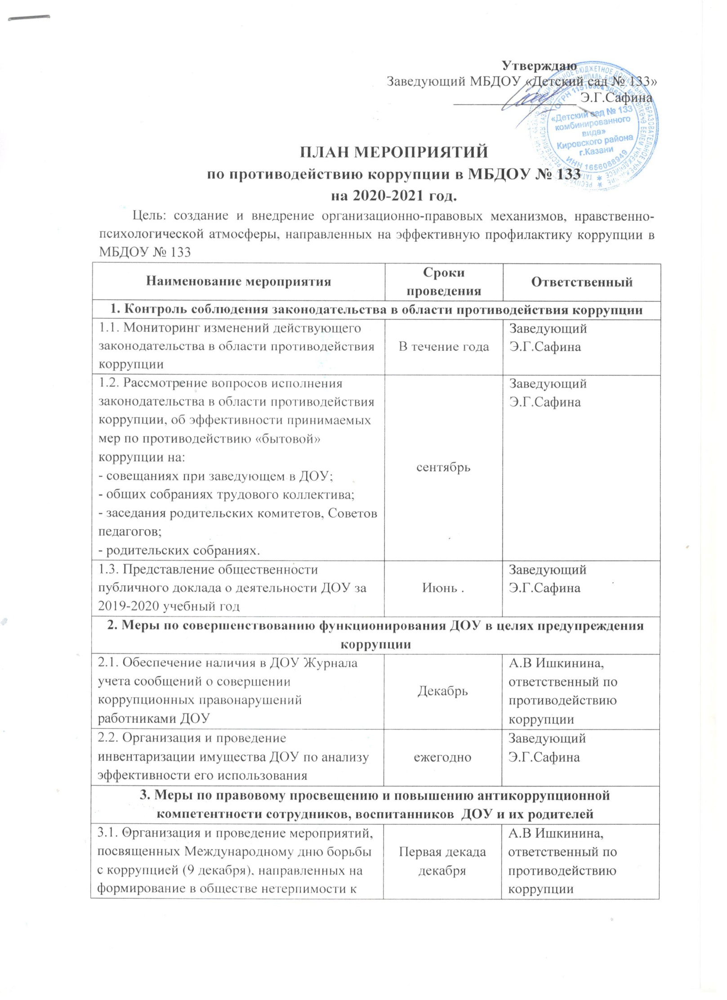 Утверждаю
Заведующий МБДОУ «Детский сад № 133»
Э.Г.Сафина
«Детский сад № 133
комбинированного
вида»
Кировского района
г.Казани
ИНН 1656088949
ПЛАН МЕРОПРИЯТИЙ
по противодействию коррупции в МБДОУ № 133
на 2020-2021 год.
Цель: создание и внедрение организационно-правовых механизмов, нравственно-
психологической атмосферы, направленных на эффективную профилактику коррупции в
МБДОУ № 133
Наименование мероприятия
Сроки
проведения
Ответственный
1. Контроль соблюдения законодательства в области противодействия коррупции
1.1. Мониторинг изменений действующего
законодательства в области противодействия
коррупции
В течение года
Заведующий
Э.Г.Сафина
1.2. Рассмотрение вопросов исполнения
законодательства в области противодействия
коррупции, об эффективности принимаемых
мер по противодействию «бытовой»
коррупции на:
- совещаниях при заведующем в ДОУ;
- общих собраниях трудового коллектива;
- заседания родительских комитетов, Советов
педагогов;
- родительских собраниях.
сентябрь
Заведующий
Э.Г.Сафина
1.3. Представление общественности
публичного доклада о деятельности ДОУ за
2019-2020 учебный год
Июнь .
Заведующий
Э.Г.Сафина
2. Меры по совершенствованию функционирования ДОУ в целях предупреждения
коррупции
2.1. Обеспечение наличия в ДОУ Журнала
учета сообщений о совершении
коррупционных правонарушений
работниками ДОУ
Декабрь
А.В Ишкинина,
ответственный по
противодействию
коррупции
2.2. Организация и проведение
инвентаризации имущества ДОУ по анализу
эффективности его использования
ежегодно
Заведующий
Э.Г.Сафина
3. Меры по правовому просвещению и повышению антикоррупционной
компетентности сотрудников, воспитанников  ДОУ и их родителей
3.1. Организация и проведение мероприятий,
посвященных Международному дню борьбы
с коррупцией (9 декабря), направленных на
формирование в обществе нетерпимости к
Первая декада
декабря
А.В Ишкинина,
ответственный по
противодействию
коррупции